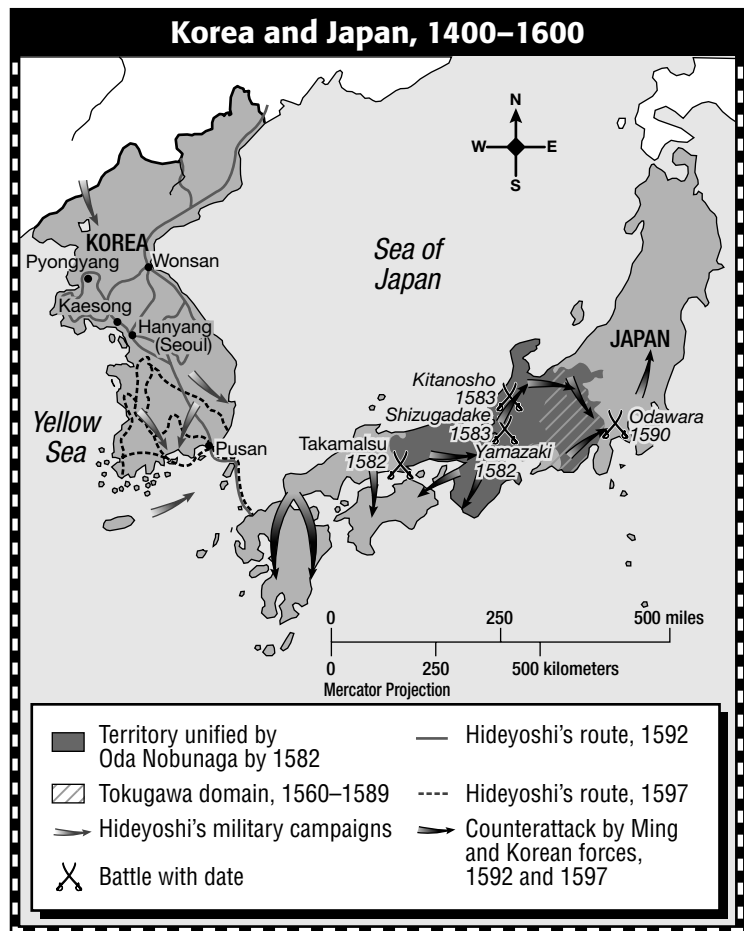 Korea and Japan, 1400–1600
N
W
E
S
KOREA
Pyongyang
Wonsan
Kaesong
Hanyang
(Seoul)
Sea of
Japan
JAPAN
Yellow
Sea
Pusan
Kitanosho
1583
Shizugadake
1583
Takamalsu
1582
Yamazaki
1582
Odawara
1590
0 250 500 miles
0 250 500 kilometers
Mercator Projection
Territory unified by
Oda Nobunaga by 1582
Tokugawa domain, 1560–1589
Hideyoshi's military campaigns
Battle with date
Hideyoshi's route, 1592
Hideyoshi's route, 1597
Counterattack by Ming
and Korean forces,
1592 and 1597